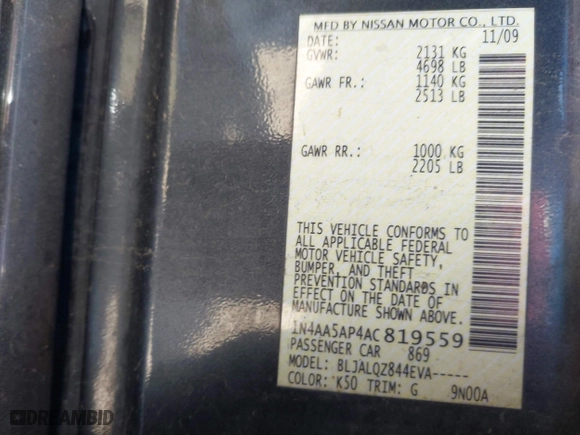 MFD BY NISSAN MOTOR CO., LTD.
DATE: 11/09
GVWR: 2131 KG
4698 LB
GAWR FR.: 1140 KG
2513 LB
GAWR RR.: 1000 KG
2205 LB
THIS VEHICLE CONFORMS TO
ALL APPLICABLE FEDERAL
MOTOR VEHICLE SAFETY,
BUMPER, AND THEFT
PREVENTION STANDARDS IN
EFFECT ON THE DATE OF
MANUFACTURE SHOWN ABOVE.
1N4AA5AP4AC819559
PASSENGER CAR 869
MODEL: BLJALQZ844EVA-----
COLOR: K50 TRIM: G 9N00A
DREAMBID